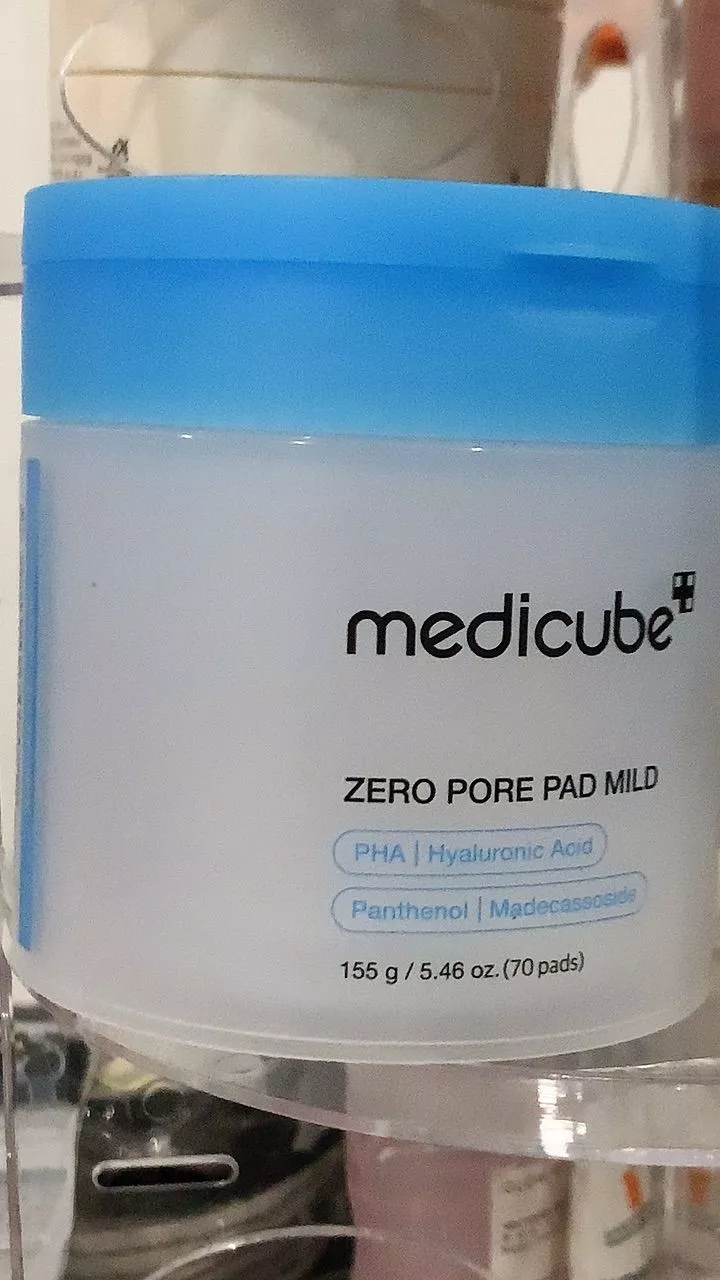 medicube
ZERO PORE PAD MILD
PHA | Hyaluronic Acid
Panthenol | Madecassoside
155 g / 5.46 oz. (70 pads)